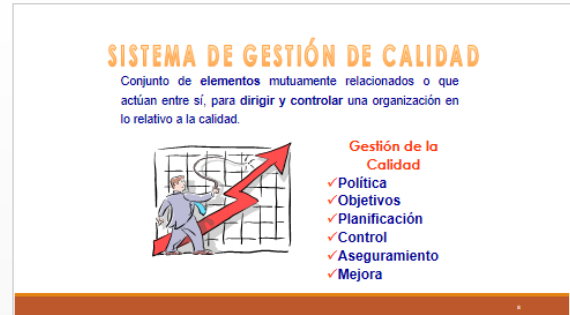 SISTEMA DE GESTIÓN DE CALIDAD
Conjunto de elementos mutuamente relacionados o que
actúan entre sí, para dirigir y controlar una organización en
lo relativo a la calidad.
Gestión de la
Calidad
✓Política
✓Objetivos
✓Planificación
✓Control
✓Aseguramiento
✓Mejora